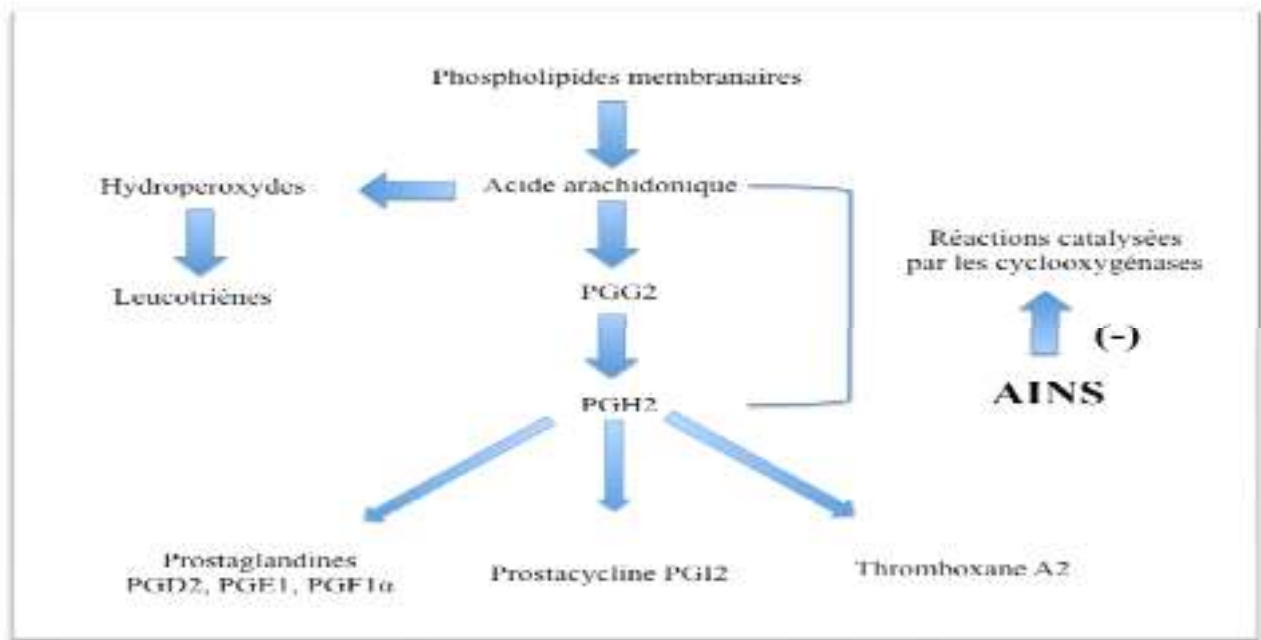 Phospholipides membranaires
Hydroperoxydes
Acide arachidonique
Réactions catalysées
par les cyclooxygénases
Leucotriènes
PGG2
(-)
AINS
PGH2
Prostaglandines
PGD2, PGE1, PGF1α
Prostacycline PGI2
Thromboxane A2